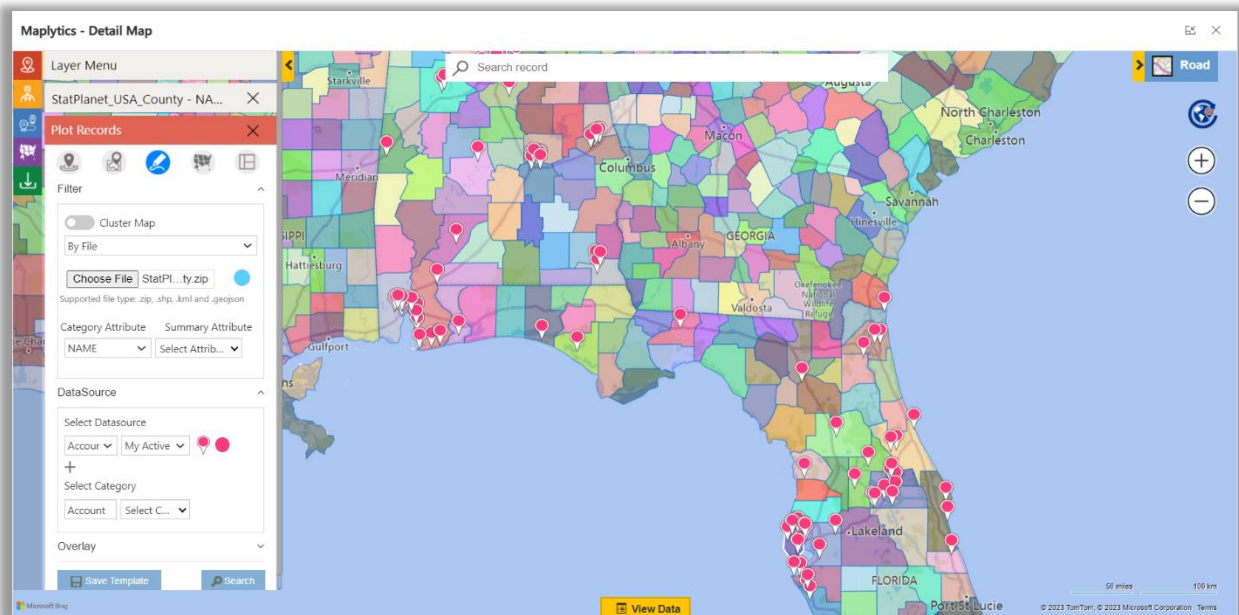 Maplytics - Detail Map
Layer Menu
StatPlanet_USA_County - NA...
Plot Records
Filter
Cluster Map
By File
Choose File StatPl...ty.zip
Supported file type: .zip, .shp, .kml and .geojson
Category Attribute Summary Attribute
NAME Select Attrib...
DataSource
Select Datasource
Accour My Active
+
Select Category
Account Select C...
Overlay
Save Template Search
Microsoft Bing
Search record
Road
Starkville
Augusta
North Charleston
Charleston
Macon
Meridian
Columbus
Savannah
Hinesville
SIPPI
Albany
GEORGIA
Hattiesburg
Okefenokee
National
Wildlife
Refuge
Valdosta
Gulfport
ns
Lakeland
FLORIDA
Port St Lucie
50 miles 100 km
© 2023 TomTom, © 2023 Microsoft Corporation Terms
View Data